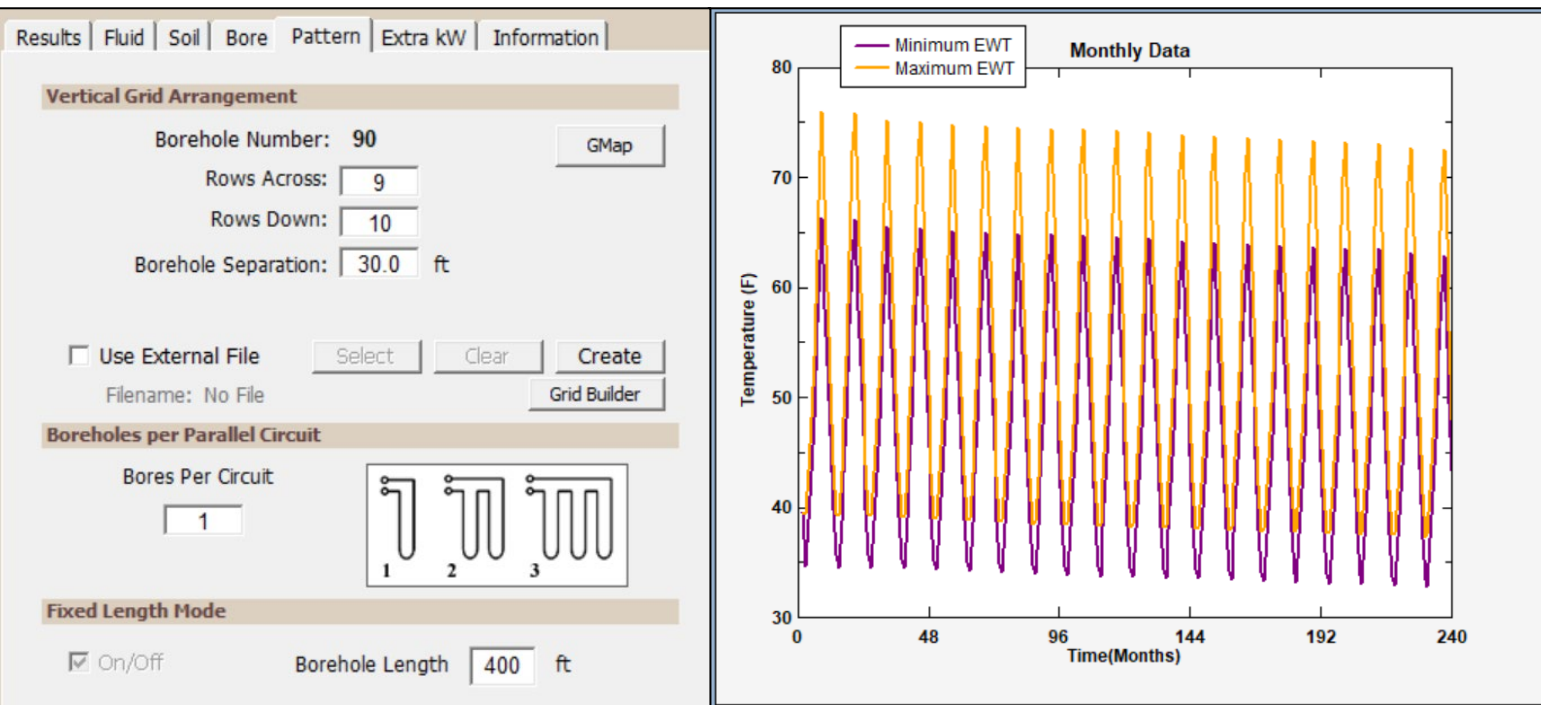 Results Fluid Soil Bore Pattern Extra kW Information
Vertical Grid Arrangement
Borehole Number: 90
GMap
Rows Across: 9
Rows Down: 10
Borehole Separation: 30.0 ft
Use External File Select Clear Create
Filename: No File Grid Builder
Boreholes per Parallel Circuit
Bores Per Circuit
1
1 2 3
Fixed Length Mode
On/Off Borehole Length 400 ft
Minimum EWT
Maximum EWT
Monthly Data
80
70
60
50
40
30
Temperature (F)
0 48 96 144 192 240
Time(Months)